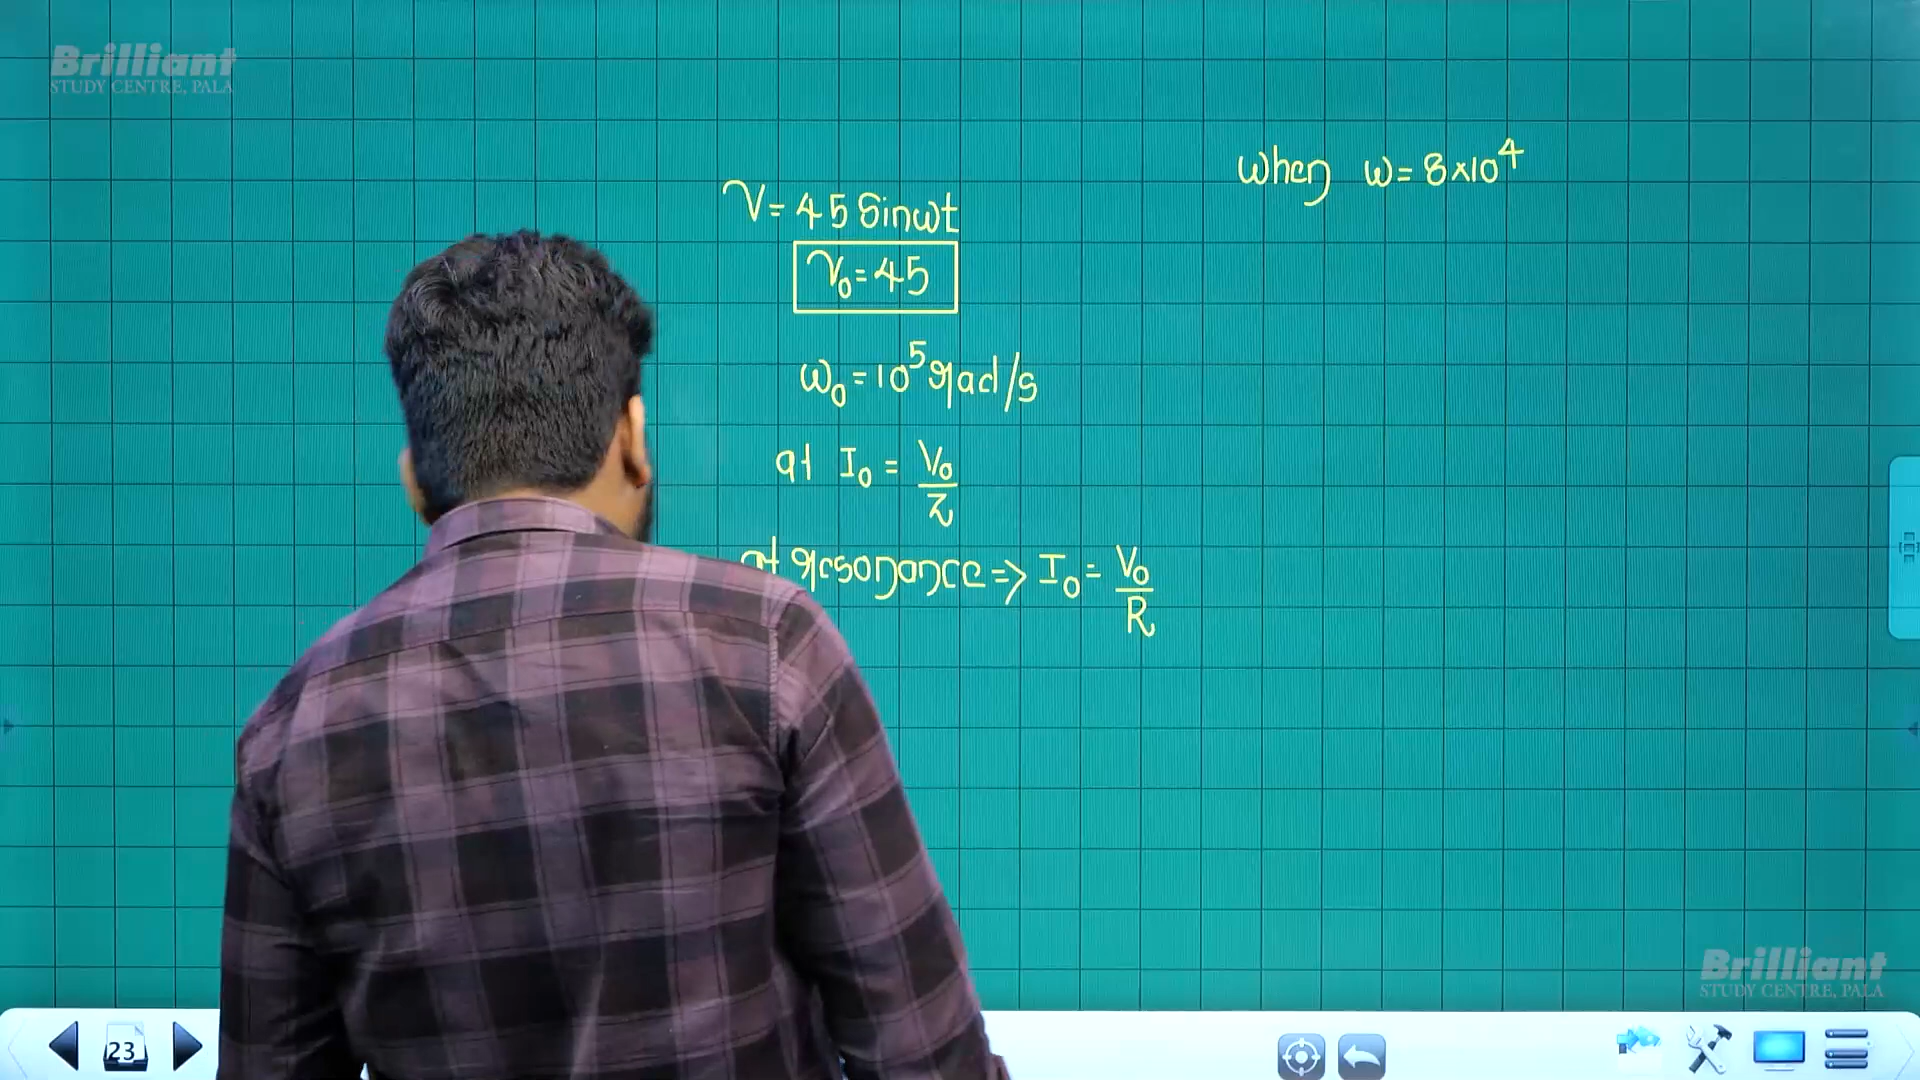 Brilliant
STUDY CENTRE, PALA
V = 45 Sinωt
V₀ = 45
ω₀ = 10⁵ rad/s
at I₀ = V₀/Z
at resonance => I₀ = V₀/R
when ω = 8×10⁴
Brilliant
STUDY CENTRE, PALA
23